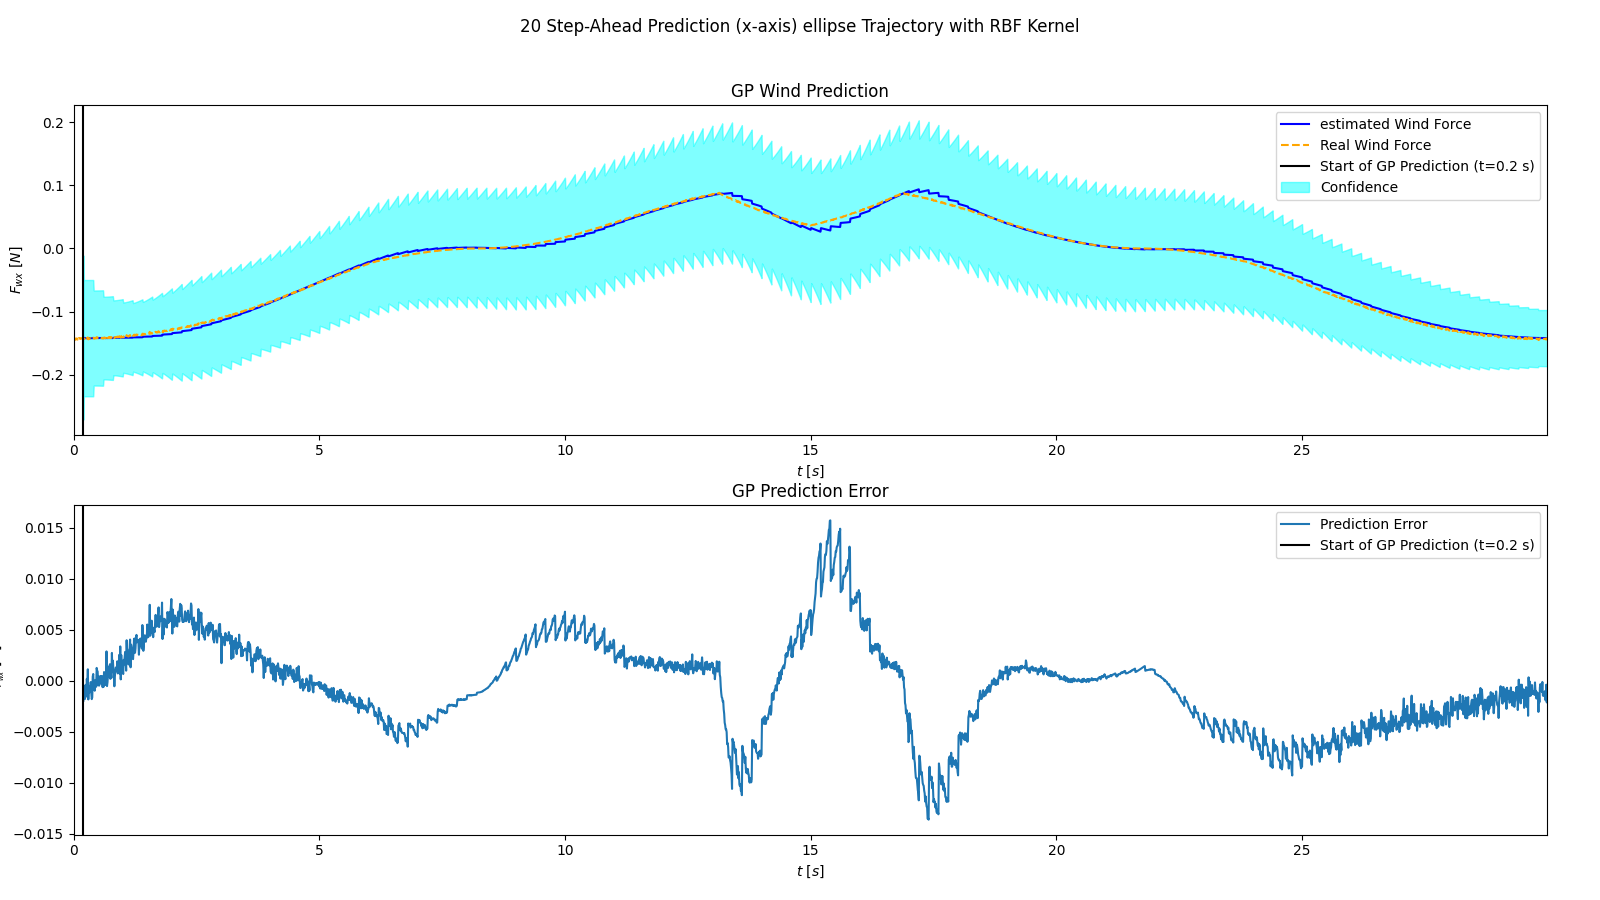 20 Step-Ahead Prediction (x-axis) ellipse Trajectory with RBF Kernel
GP Wind Prediction
0.2
0.1
0.0
−0.1
−0.2
F_wx [N]
estimated Wind Force
Real Wind Force
Start of GP Prediction (t=0.2 s)
Confidence
0 5 10 15 20 25
t [s]
GP Prediction Error
0.015
0.010
0.005
0.000
−0.005
−0.010
−0.015
Prediction Error
Start of GP Prediction (t=0.2 s)
0 5 10 15 20 25
t [s]